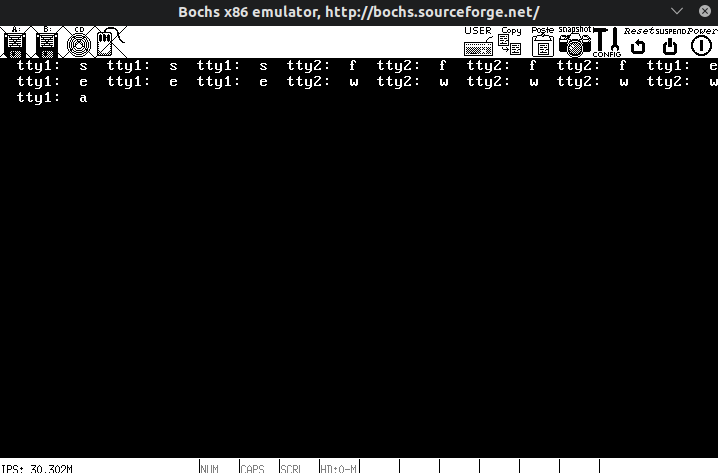 Bochs x86 emulator, http://bochs.sourceforge.net/
A: B: CD USER Copy Paste snapshot CONFIG Reset SUSPEND Power
tty1: s tty1: s tty1: s tty2: f tty2: f tty2: f tty2: f tty1: e
tty1: e tty1: e tty1: e tty2: w tty2: w tty2: w tty2: w tty2: w
tty1: a
IPS: 30.302M NUM CAPS SCRL HD:0-M